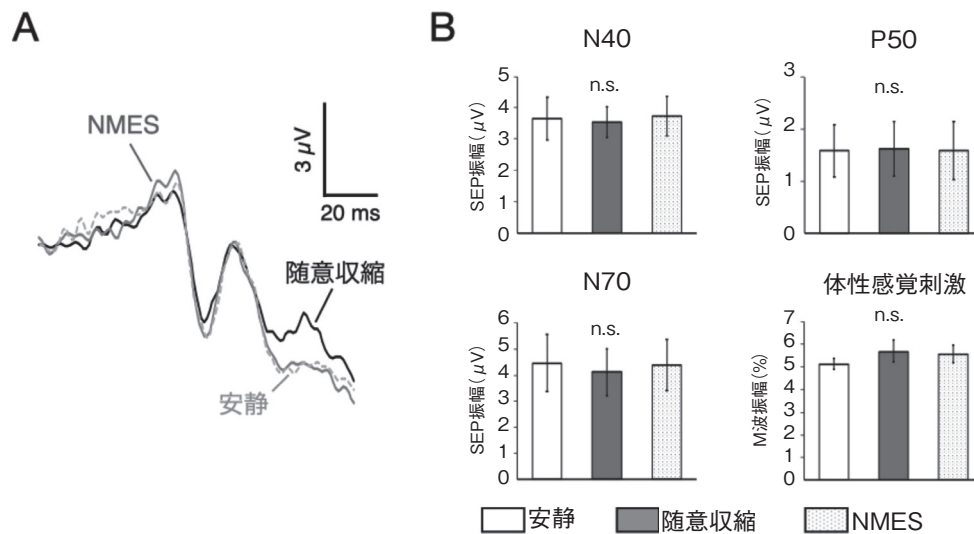 A
NMES
3 μV
20 ms
随意収縮
安静
B
N40
n.s.
SEP振幅(μV)
5
4
3
2
1
0
P50
n.s.
SEP振幅(μV)
3
2
1
0
N70
n.s.
SEP振幅(μV)
6
5
4
3
2
1
0
体性感覚刺激
n.s.
M波振幅(%)
7
6
5
4
3
2
1
0
安静 随意収縮 NMES